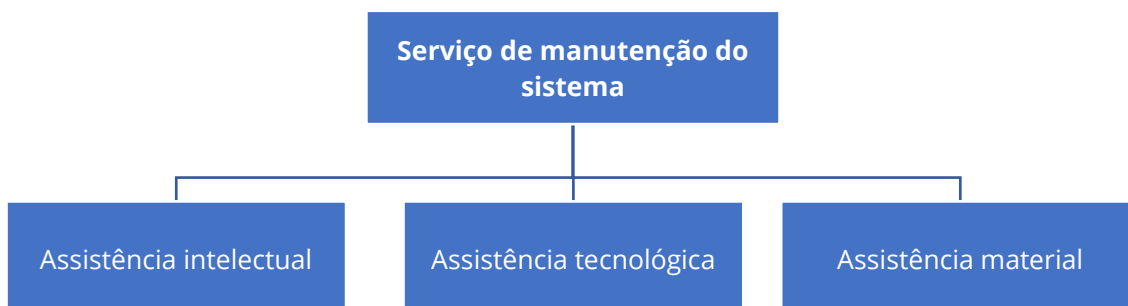 Serviço de manutenção do
sistema
Assistência intelectual
Assistência tecnológica
Assistência material